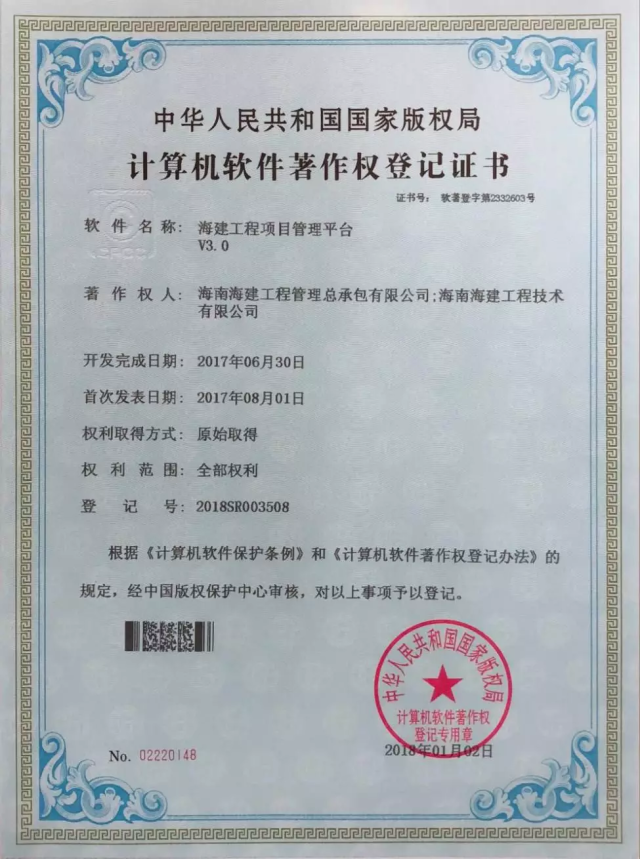 中华人民共和国国家版权局
计算机软件著作权登记证书
证书号： 软著登字第2332603号
软件名称： 海建工程项目管理平台
V3.0
CPCC
著作权人： 海南海建工程管理总承包有限公司;海南海建工程技术
有限公司
开发完成日期： 2017年06月30日
首次发表日期： 2017年08月01日
权利取得方式： 原始取得
权利范围： 全部权利
登记号： 2018SR003508
根据《计算机软件保护条例》和《计算机软件著作权登记办法》的
规定，经中国版权保护中心审核，对以上事项予以登记。
中华人民共和国国家版权局
计算机软件著作权
登记专用章
No. 02220148
2018年01月02日